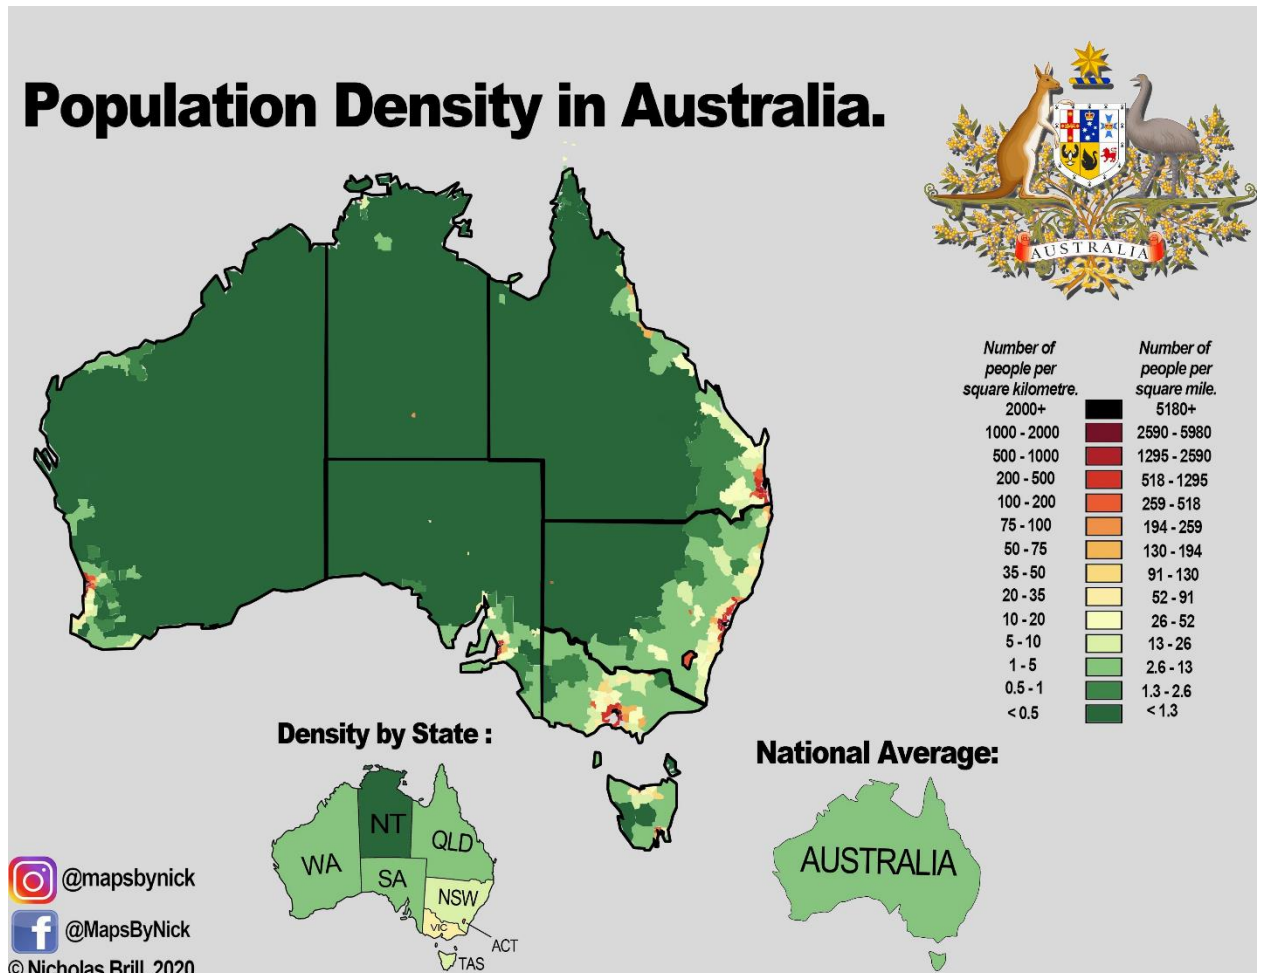 Population Density in Australia.
AUSTRALIA
Number of
people per
square kilometre.
Number of
people per
square mile.
2000+ 5180+
1000 - 2000 2590 - 5980
500 - 1000 1295 - 2590
200 - 500 518 - 1295
100 - 200 259 - 518
75 - 100 194 - 259
50 - 75 130 - 194
35 - 50 91 - 130
20 - 35 52 - 91
10 - 20 26 - 52
5 - 10 13 - 26
1 - 5 2.6 - 13
0.5 - 1 1.3 - 2.6
< 0.5 < 1.3
Density by State :
NT
QLD
WA
SA
NSW
VIC
ACT
TAS
National Average:
AUSTRALIA
@mapsbynick
@MapsByNick
© Nicholas Brill 2020